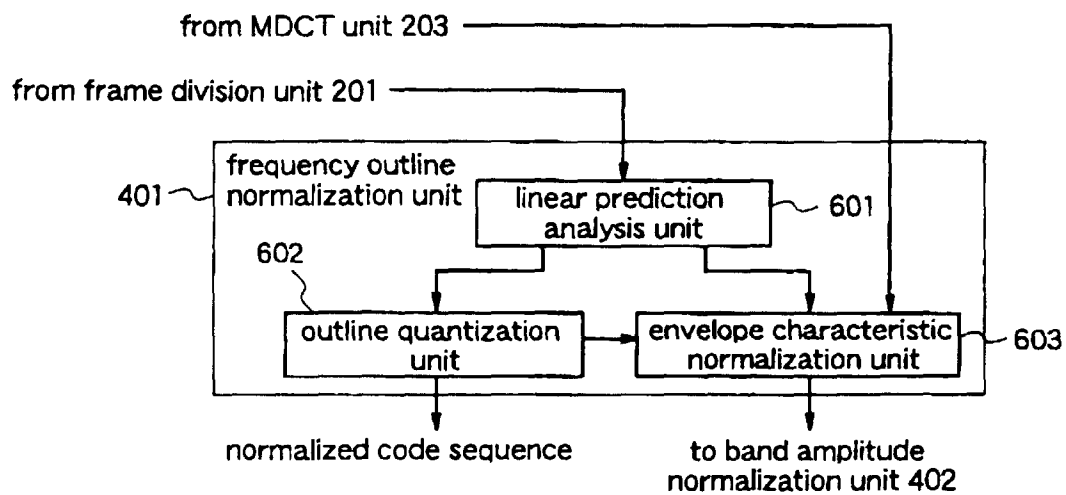 from MDCT unit 203
from frame division unit 201
frequency outline
normalization unit
401
linear prediction
analysis unit
601
602
outline quantization
unit
envelope characteristic
normalization unit
603
normalized code sequence
to band amplitude
normalization unit 402